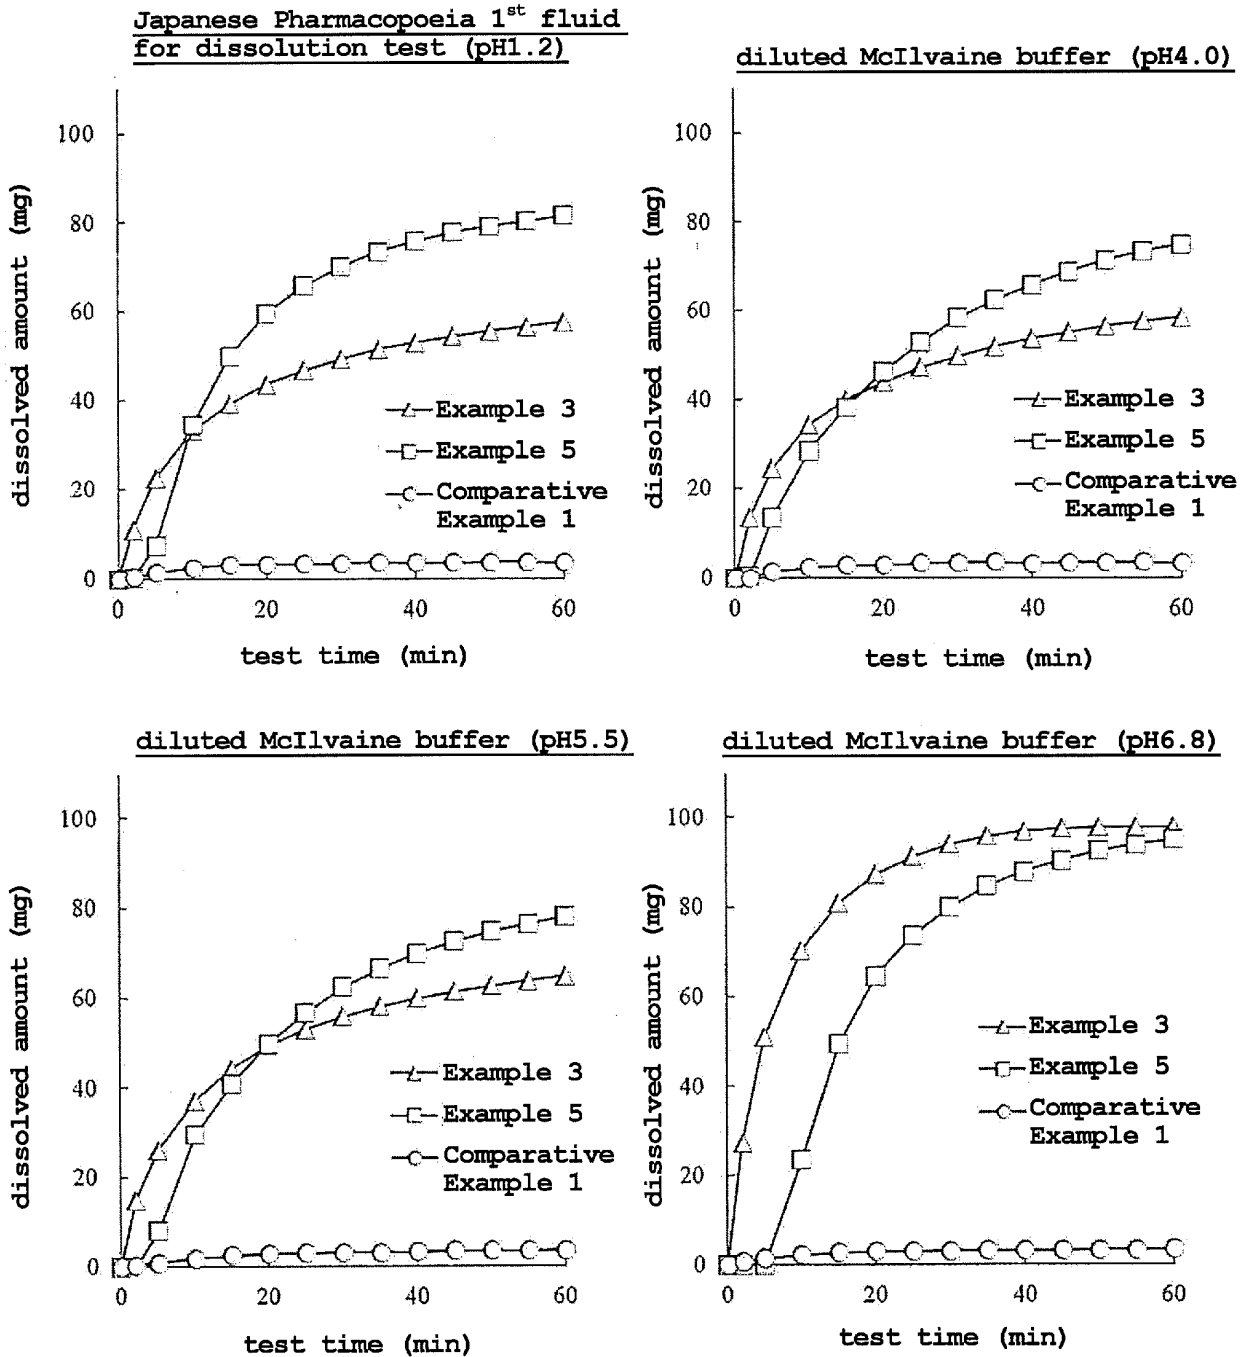 Japanese Pharmacopoeia 1st fluid
for dissolution test (pH1.2)
dissolved amount (mg)
100
80
60
40
20
0
Example 3
Example 5
Comparative
Example 1
0 20 40 60
test time (min)
diluted McIlvaine buffer (pH4.0)
dissolved amount (mg)
100
80
60
40
20
0
Example 3
Example 5
Comparative
Example 1
0 20 40 60
test time (min)
diluted McIlvaine buffer (pH5.5)
dissolved amount (mg)
100
80
60
40
20
0
Example 3
Example 5
Comparative
Example 1
0 20 40 60
test time (min)
diluted McIlvaine buffer (pH6.8)
dissolved amount (mg)
100
80
60
40
20
0
Example 3
Example 5
Comparative
Example 1
0 20 40 60
test time (min)